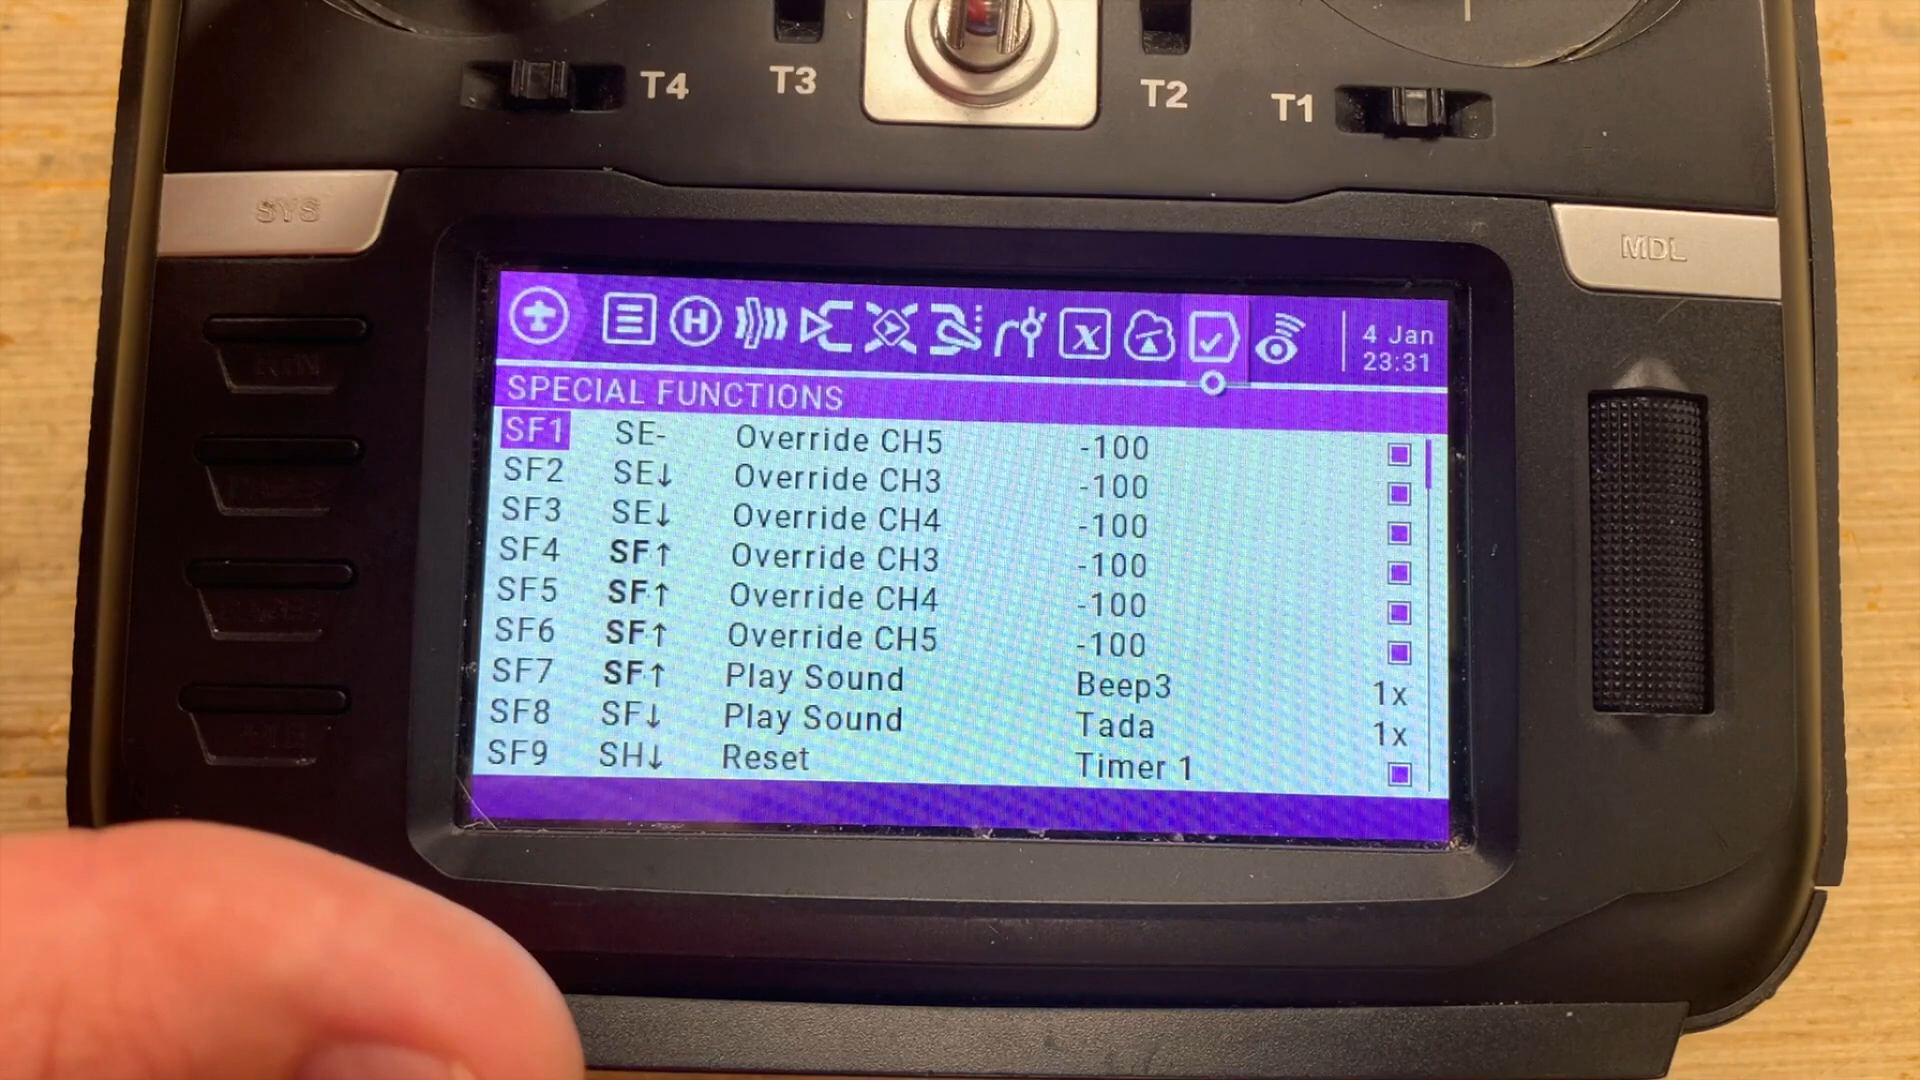 T4 T3 T2 T1
SYS
MDL
4 Jan
23:31
SPECIAL FUNCTIONS
SF1 SE- Override CH5 -100
SF2 SE↓ Override CH3 -100
SF3 SE↓ Override CH4 -100
SF4 SF↑ Override CH3 -100
SF5 SF↑ Override CH4 -100
SF6 SF↑ Override CH5 -100
SF7 SF↑ Play Sound Beep3 1x
SF8 SF↓ Play Sound Tada 1x
SF9 SH↓ Reset Timer 1